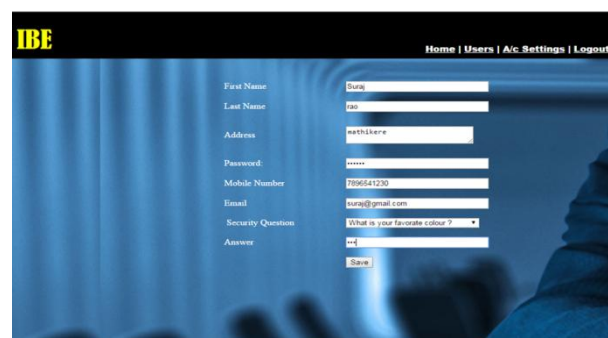 IBE
Home | Users | A/c Settings | Logout
First Name Suraj
Last Name rao
Address mathikere
Password: ••••••
Mobile Number 7896541230
Email suraj@gmail.com
Security Question What is your favorate colour ?
Answer •••
Save